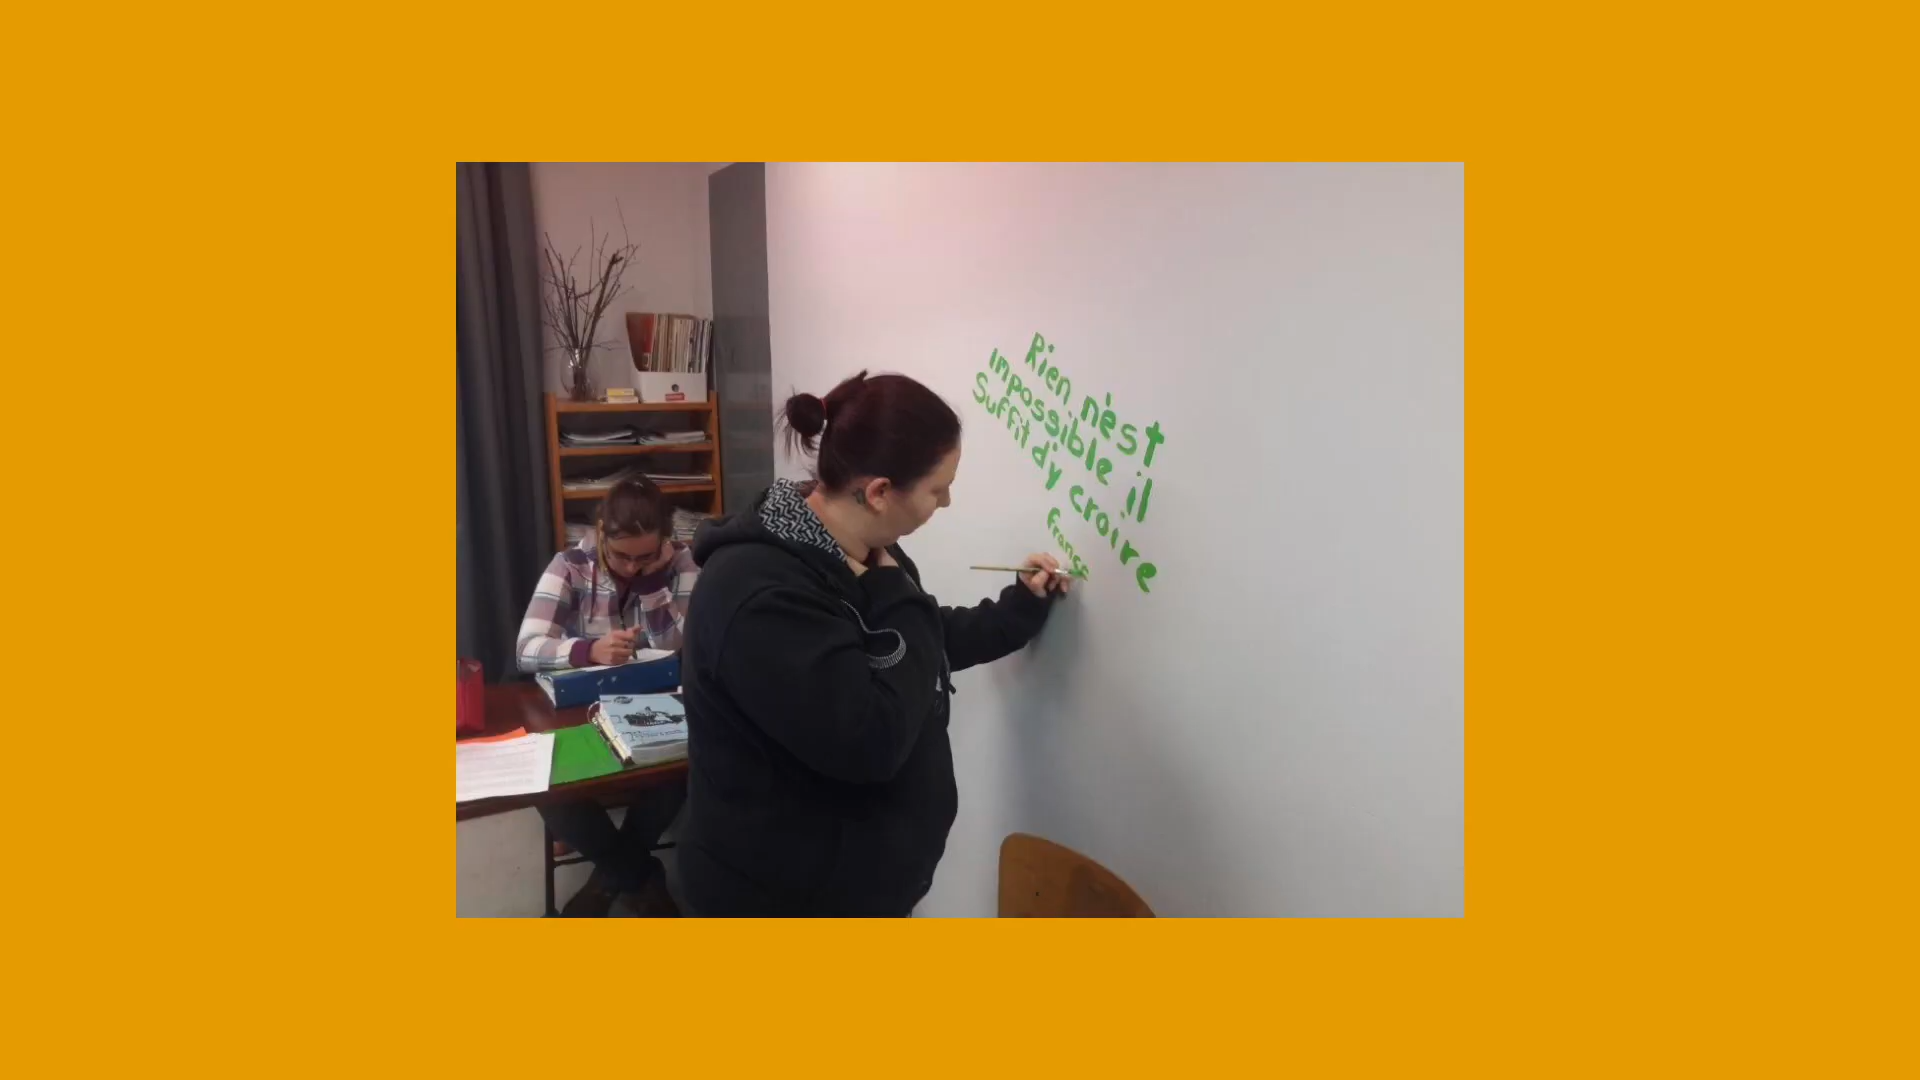 Rien n'est
impossible il
Suffit d'y croire
france